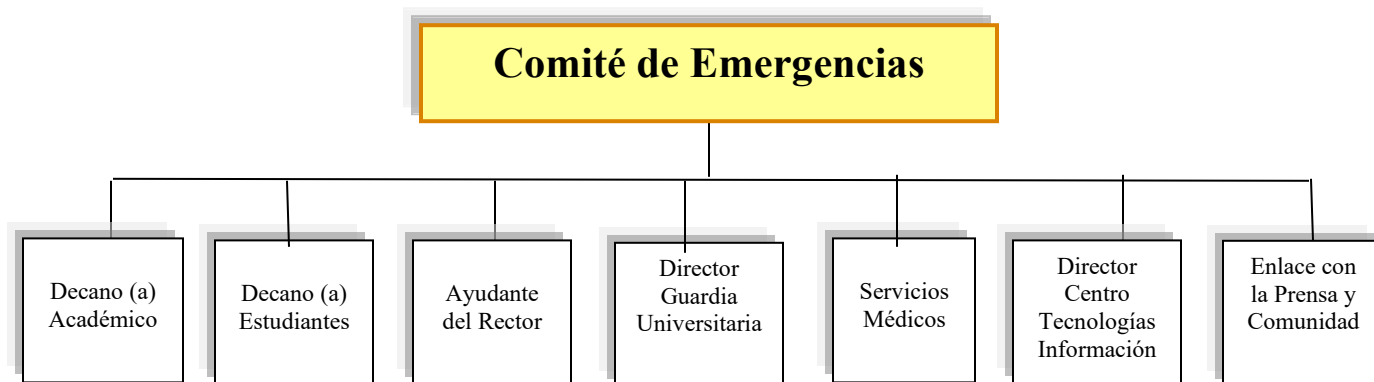 Comité de Emergencias
Decano (a)
Académico
Decano (a)
Estudiantes
Ayudante
del Rector
Director
Guardia
Universitaria
Servicios
Médicos
Director
Centro
Tecnologías
Información
Enlace con
la Prensa y
Comunidad